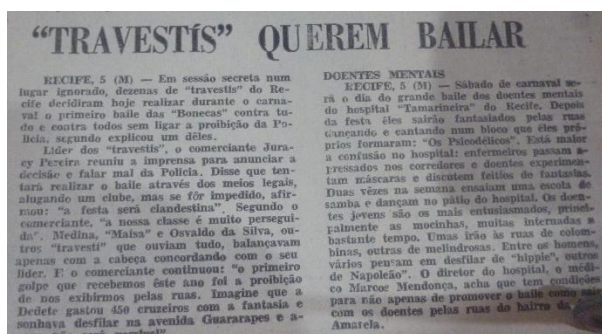 “TRAVESTÍS” QUEREM BAILAR
RECIFE, 5 (M) — Em sessão secreta num
lugar ignorado, dezenas de “travestis” do Re-
cife decidiram hoje realizar durante o carna-
val o primeiro baile das “Bonecas” contra tu-
do e contra todos sem ligar a proibição da Po-
lícia, segundo explicou um dêles.
Líder dos “travestis”, o comerciante Jura-
cy Pereira reuniu a imprensa para anunciar a
decisão e falar mal da Polícia. Disse que ten-
tará realizar o baile através dos meios legais,
alugando um clube, mas se fôr impedido, afir-
mou: “a festa será clandestina”. Segundo o
comerciante, “a nossa classe é muito persegui-
da”. Medina, “Maisa” e Osvaldo da Silva, ou-
tros “travesti” que ouviam tudo, balançavam
apenas com a cabeça concordando com o seu
líder. E o comerciante continuou: “o primeiro
golpe que recebemos êste ano foi a proibição
de nos exibirmos pelas ruas. Imagine que a
Dedete gastou 450 cruzeiros com a fantasia e
sonhava desfilar na avenida Guararapes e a-
DOENTES MENTAIS
RECIFE, 5 (M) — Sábado de carnaval se-
rá o dia do grande baile dos doentes mentais
do hospital “Tamarineira” do Recife. Depois
da festa êles sairão fantasiados pelas ruas
dançando e cantando num bloco que êles pró-
prios formaram: “Os Psicodélicos”. Está maior
a confusão no hospital: enfermeiros passam a-
pressados nos corredores e doentes experimen-
tam máscaras e discutem feitios de fantasias.
Duas vêzes na semana ensaiam uma escola de
samba e dançam no pátio do hospital. Os doen-
tes jovens são os mais entusiasmados, princi-
palmente as mocinhas, muitas internadas a
bastante tempo. Umas irão às ruas de colom-
binas, outras de melindrosas. Entre os homens,
vários pensam em desfilar de “hippie”, outros
de Napoleão”. O diretor do hospital, o médi-
co Marcoe Mendonça, acha que tem condições
para não apenas de promover o baile como sair
com os doentes pelas ruas do bairro da
Amarela.